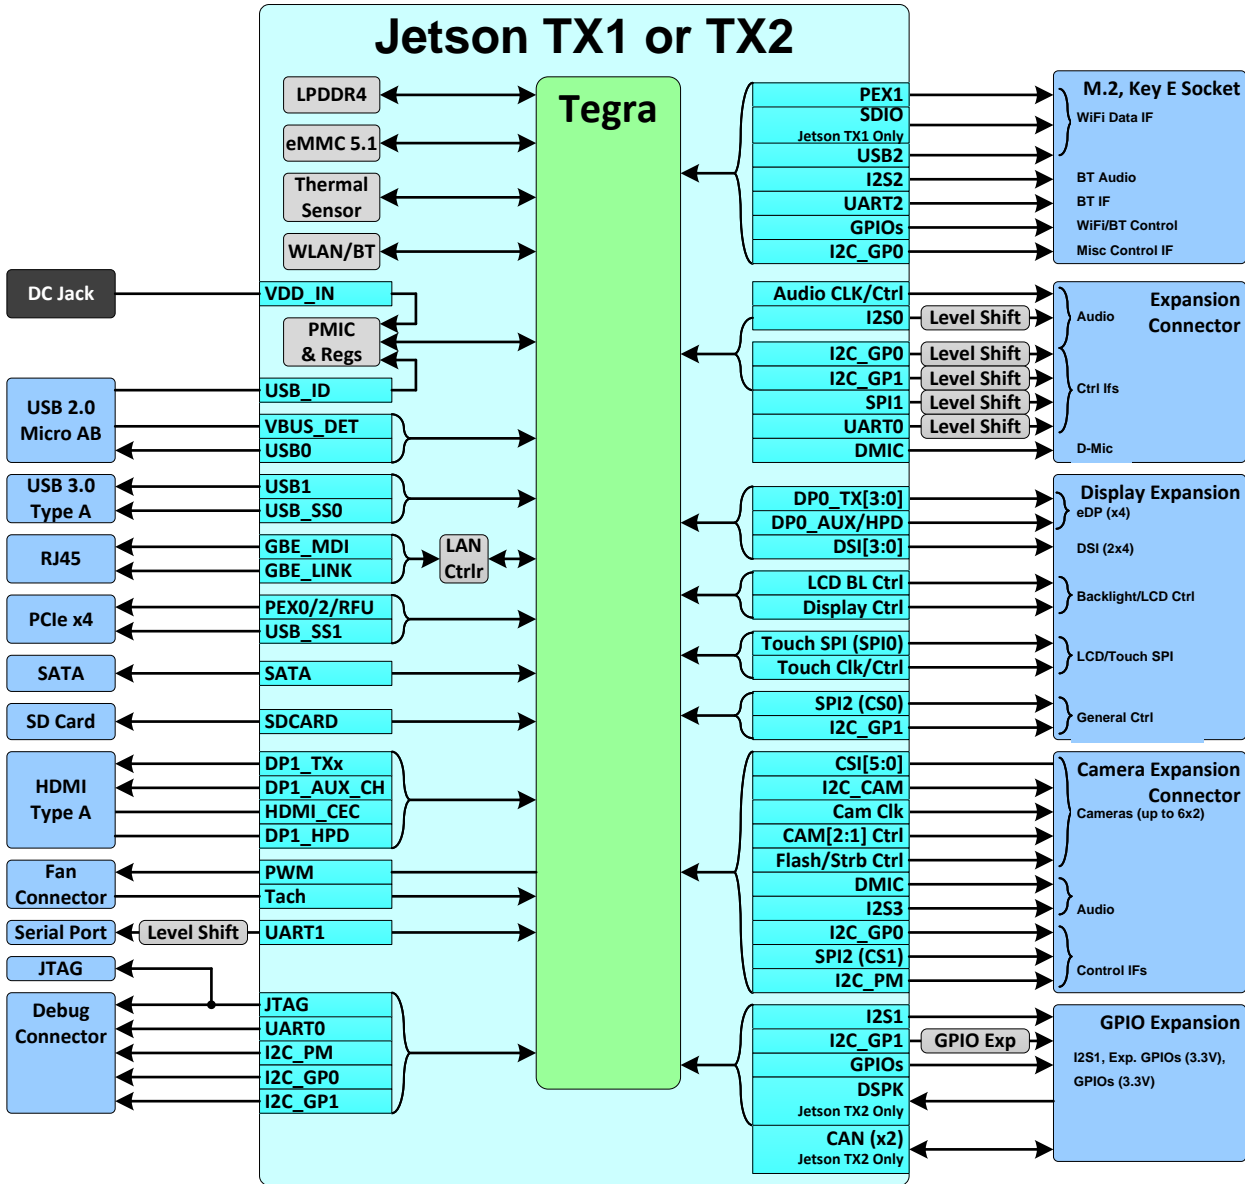 Jetson TX1 or TX2
Tegra
LPDDR4
eMMC 5.1
Thermal
Sensor
WLAN/BT
DC Jack
VDD_IN
PMIC
& Regs
USB_ID
USB 2.0
Micro AB
VBUS_DET
USB0
USB 3.0
Type A
USB1
USB_SS0
RJ45
GBE_MDI
GBE_LINK
LAN
Ctrlr
PCIe x4
PEX0/2/RFU
USB_SS1
SATA
SATA
SD Card
SDCARD
HDMI
Type A
DP1_TXx
DP1_AUX_CH
HDMI_CEC
DP1_HPD
Fan
Connector
PWM
Tach
Serial Port
Level Shift
UART1
JTAG
Debug
Connector
JTAG
UART0
I2C_PM
I2C_GP0
I2C_GP1
PEX1
SDIO
Jetson TX1 Only
USB2
I2S2
UART2
GPIOs
I2C_GP0
M.2, Key E Socket
WiFi Data IF
BT Audio
BT IF
WiFi/BT Control
Misc Control IF
Audio CLK/Ctrl
I2S0
Level Shift
I2C_GP0
Level Shift
I2C_GP1
Level Shift
SPI1
Level Shift
UART0
Level Shift
DMIC
Expansion
Connector
Audio
Ctrl Ifs
D-Mic
DP0_TX[3:0]
DP0_AUX/HPD
DSI[3:0]
LCD BL Ctrl
Display Ctrl
Touch SPI (SPI0)
Touch Clk/Ctrl
SPI2 (CS0)
I2C_GP1
Display Expansion
eDP (x4)
DSI (2x4)
Backlight/LCD Ctrl
LCD/Touch SPI
General Ctrl
CSI[5:0]
I2C_CAM
Cam Clk
CAM[2:1] Ctrl
Flash/Strb Ctrl
DMIC
I2S3
I2C_GP0
SPI2 (CS1)
I2C_PM
Camera Expansion
Connector
Cameras (up to 6x2)
Audio
Control IFs
I2S1
I2C_GP1
GPIO Exp
GPIOs
DSPK
Jetson TX2 Only
CAN (x2)
Jetson TX2 Only
GPIO Expansion
I2S1, Exp. GPIOs (3.3V),
GPIOs (3.3V)